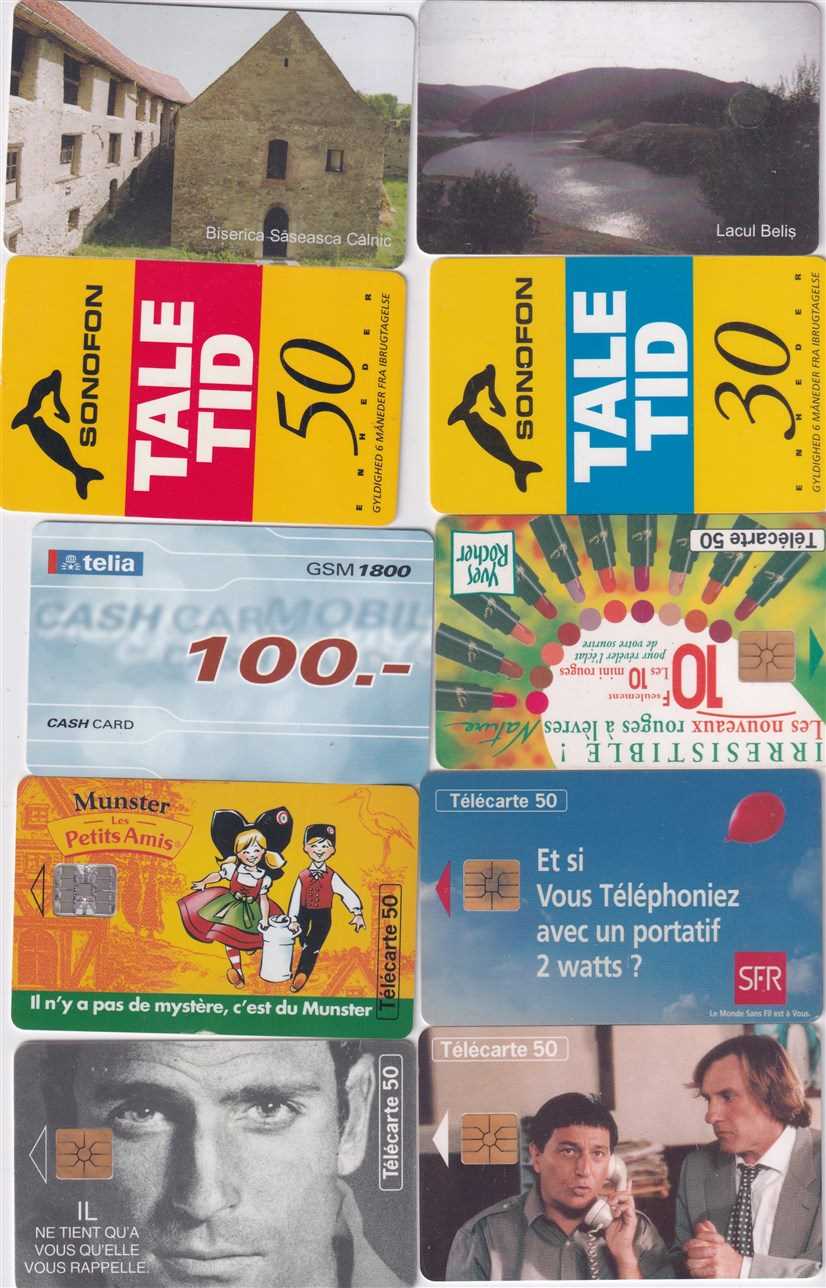 Biserica Săseasca Câlnic
Lacul Beliș
SONOFON
TALE
TID
50
ENHEDER
GYLDIGHED 6 MÅNEDER FRA IBRUGTAGELSE
SONOFON
TALE
TID
30
ENHEDER
GYLDIGHED 6 MÅNEDER FRA IBRUGTAGELSE
telia
GSM 1800
CASH CARD MOBIL
100.-
CASH CARD
Télécarte 50
Yves
Rocher
IRRESISTIBLE !
Les nouveaux rouges à lèvres Nature
10F seulement
Les 10 mini rouges
pour révéler l'éclat
de votre sourire
Munster
Les
Petits Amis
Télécarte 50
Il n'y a pas de mystère, c'est du Munster
Télécarte 50
Et si
Vous Téléphoniez
avec un portatif
2 watts ?
SFR
Le Monde Sans Fil est à Vous.
Télécarte 50
IL
NE TIENT QU'A
VOUS QU'ELLE
VOUS RAPPELLE.
Télécarte 50